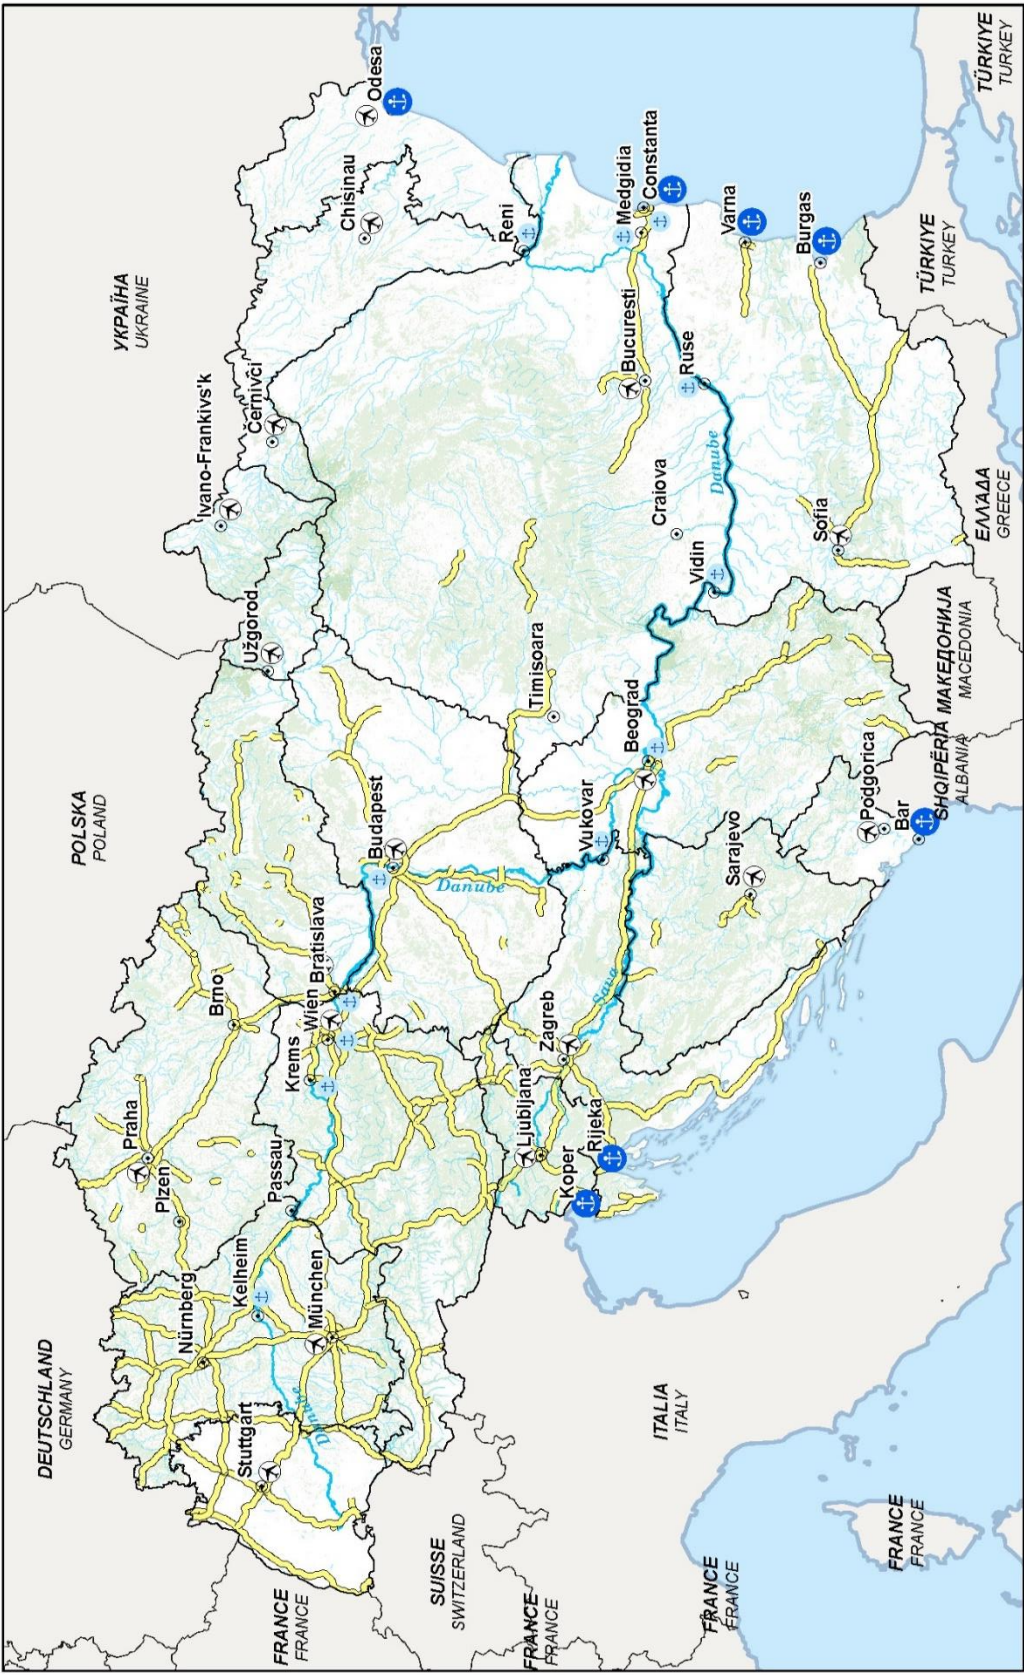 DEUTSCHLAND
GERMANY
POLSKA
POLAND
УКРАЇНА
UKRAINE
Praha
Plzen
Nürnberg
Brno
Ivano-Frankivs'k
Stuttgart
Kelheim
Užgorod
Černivci
Passau
FRANCE
FRANCE
Krems
Danube
München
Wien
Bratislava
Chisinau
Budapest
Odesa
SUISSE
SWITZERLAND
Danube
Reni
Ljubijana
FRANCE
FRANCE
Timisoara
Zagreb
Koper
Rijeka
Vukovar
Sava
Beograd
Bucuresti
Medgidia
Constanta
ITALIA
ITALY
Craiova
Ruse
Vidin
Danube
FRANCE
FRANCE
Sarajevo
Varna
Burgas
Sofia
Podgorica
Bar
FRANCE
FRANCE
SHQIPËRIA
ALBANIA
МАКЕДОНИЈА
MACEDONIA
ΕΛΛΑΔΑ
GREECE
TÜRKIYE
TURKEY
TÜRKIYE
TURKEY